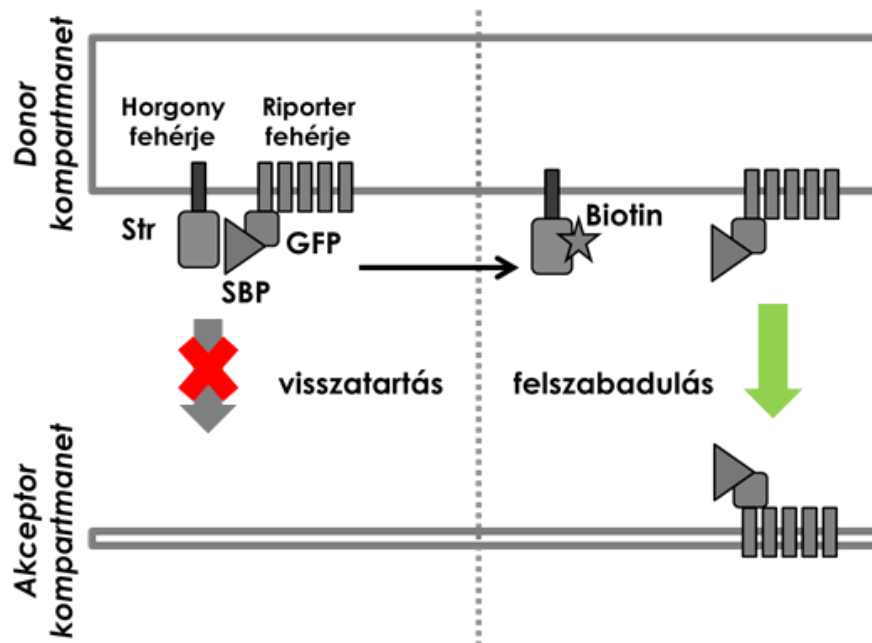 Donor
kompartmanet
Horgony
fehérje
Riporter
fehérje
Str
GFP
SBP
Biotin
visszatartás
felszabadulás
Akceptor
kompartmanet